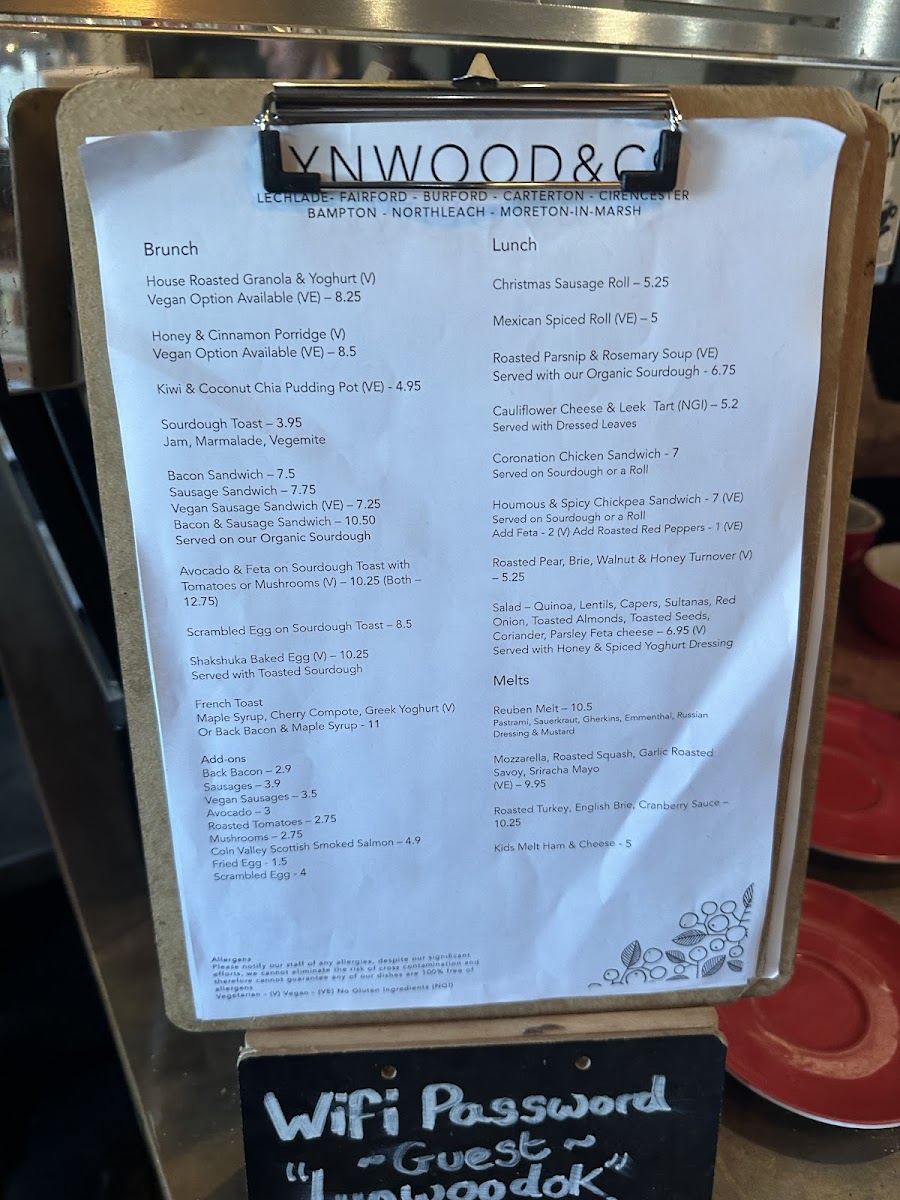 YNWOOD&C
LECHLADE- FAIRFORD - BURFORD - CARTERTON - CIRENCESTER
BAMPTON - NORTHLEACH - MORETON-IN-MARSH
Brunch
House Roasted Granola & Yoghurt (V)
Vegan Option Available (VE) – 8.25
Honey & Cinnamon Porridge (V)
Vegan Option Available (VE) – 8.5
Kiwi & Coconut Chia Pudding Pot (VE) - 4.95
Sourdough Toast – 3.95
Jam, Marmalade, Vegemite
Bacon Sandwich – 7.5
Sausage Sandwich – 7.75
Vegan Sausage Sandwich (VE) – 7.25
Bacon & Sausage Sandwich – 10.50
Served on our Organic Sourdough
Avocado & Feta on Sourdough Toast with
Tomatoes or Mushrooms (V) – 10.25 (Both –
12.75)
Scrambled Egg on Sourdough Toast – 8.5
Shakshuka Baked Egg (V) – 10.25
Served with Toasted Sourdough
French Toast
Maple Syrup, Cherry Compote, Greek Yoghurt (V)
Or Back Bacon & Maple Syrup - 11
Add-ons
Back Bacon – 2.9
Sausages – 3.9
Vegan Sausages – 3.5
Avocado – 3
Roasted Tomatoes – 2.75
Mushrooms – 2.75
Coln Valley Scottish Smoked Salmon – 4.9
Fried Egg - 1.5
Scrambled Egg - 4
Allergens
Please notify our staff of any allergies, despite our significant
efforts, we cannot eliminate the risk of cross contamination and
therefore cannot guarantee any of our dishes are 100% free of
allergens
Vegetarian - (V) Vegan - (VE) No Gluten Ingredients (NGI)
Lunch
Christmas Sausage Roll – 5.25
Mexican Spiced Roll (VE) – 5
Roasted Parsnip & Rosemary Soup (VE)
Served with our Organic Sourdough - 6.75
Cauliflower Cheese & Leek Tart (NGI) – 5.2
Served with Dressed Leaves
Coronation Chicken Sandwich - 7
Served on Sourdough or a Roll
Houmous & Spicy Chickpea Sandwich - 7 (VE)
Served on Sourdough or a Roll
Add Feta - 2 (V) Add Roasted Red Peppers - 1 (VE)
Roasted Pear, Brie, Walnut & Honey Turnover (V)
– 5.25
Salad – Quinoa, Lentils, Capers, Sultanas, Red
Onion, Toasted Almonds, Toasted Seeds,
Coriander, Parsley Feta cheese – 6.95 (V)
Served with Honey & Spiced Yoghurt Dressing
Melts
Reuben Melt – 10.5
Pastrami, Sauerkraut, Gherkins, Emmenthal, Russian
Dressing & Mustard
Mozzarella, Roasted Squash, Garlic Roasted
Savoy, Sriracha Mayo
(VE) – 9.95
Roasted Turkey, English Brie, Cranberry Sauce –
10.25
Kids Melt Ham & Cheese - 5
Wifi Password
~ Guest ~
"Lynwoodok"